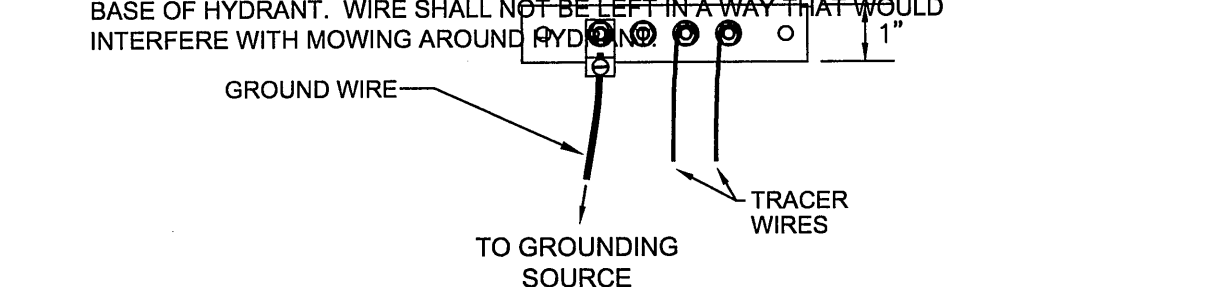 BASE OF HYDRANT. WIRE SHALL NOT BE LEFT IN A WAY THAT WOULD
INTERFERE WITH MOWING AROUND HYDRANT.
1"
GROUND WIRE
TRACER
WIRES
TO GROUNDING
SOURCE